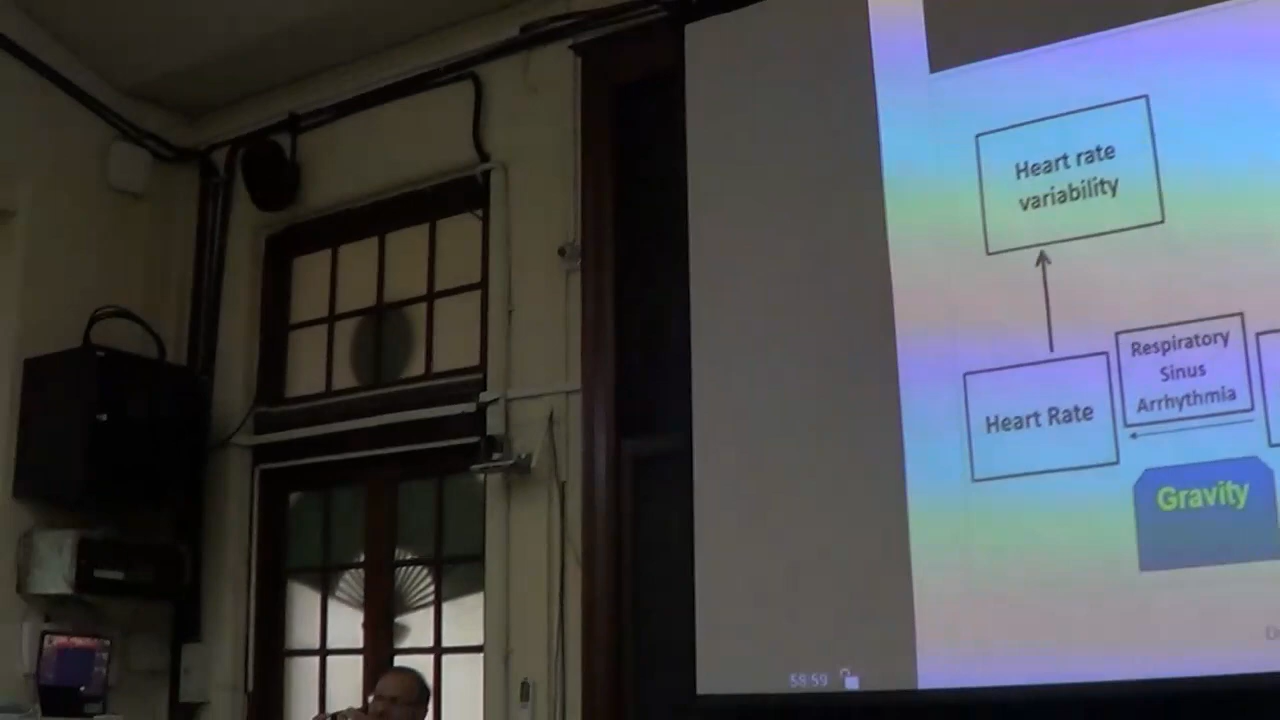 Heart rate
variability
Respiratory
Sinus
Arrhythmia
Heart Rate
Gravity